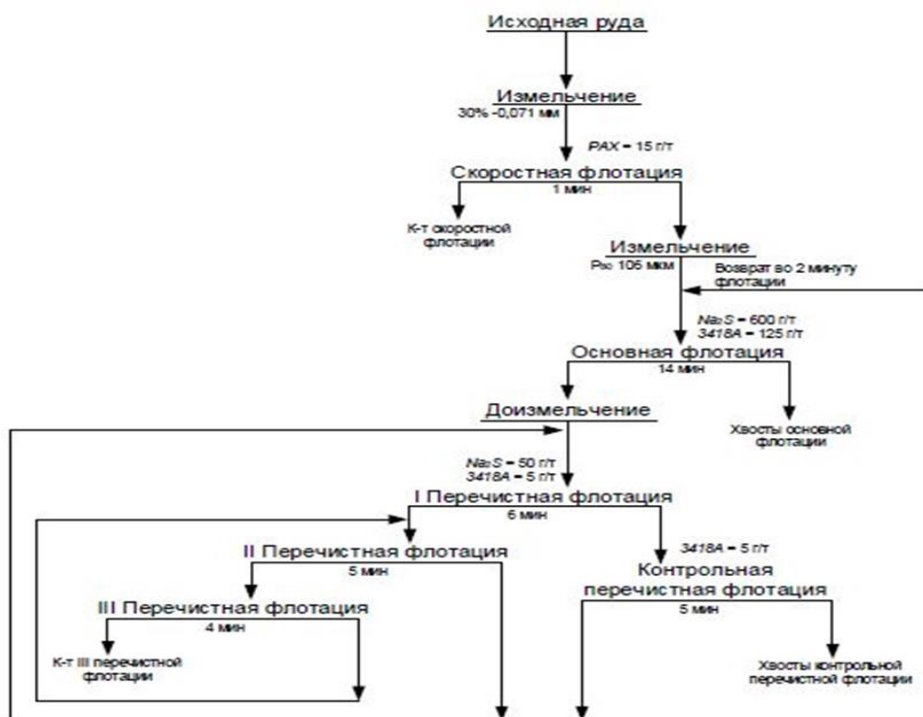 Исходная руда
Измельчение
30% -0,071 мм
PAX = 15 г/т
Скоростная флотация
1 мин
К-т скоростной
флотации
Измельчение
P₈₀ 106 мкм
Возврат во 2 минуту
флотации
Na₂S = 600 г/т
3418A = 125 г/т
Основная флотация
14 мин
Доизмельчение
Хвосты основной
флотации
Na₂S = 50 г/т
3418A = 5 г/т
I Перечистная флотация
6 мин
3418A = 5 г/т
II Перечистная флотация
5 мин
Контрольная
перечистная флотация
5 мин
III Перечистная флотация
4 мин
К-т III перечистной
флотации
Хвосты контрольной
перечистной флотации